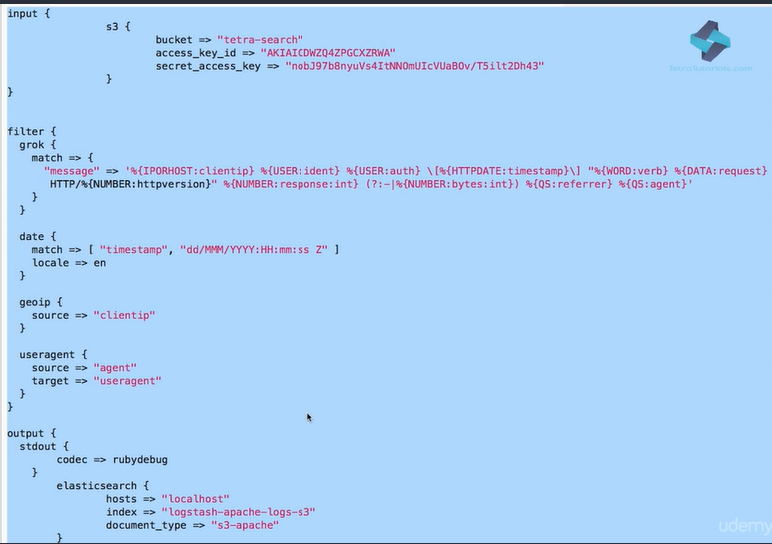 input {
s3 {
bucket => "tetra-search"
access_key_id => "AKIAICDWZQ4ZPGCXZRWA"
secret_access_key =>
}
}
filter {
grok {
match => {
"message" => '%{IPORHOST:clientip} %{USER:ident} %{USER:auth} \[%{HTTPDATE:timestamp}\] "%{WORD:verb} %{DATA:request}
HTTP/%{NUMBER:httpversion}" %{NUMBER:response:int} (?:-|%{NUMBER:bytes:int}) %{QS:referrer} %{QS:agent}'
}
}
date {
match => [ "timestamp", "dd/MMM/YYYY:HH:mm:ss Z" ]
locale => en
}
geoip {
source => "clientip"
}
useragent {
source => "agent"
target => "useragent"
}
}
output {
stdout {
codec => rubydebug
}
elasticsearch {
hosts => "localhost"
index => "logstash-apache-logs-s3"
document_type => "s3-apache"
}
udemy